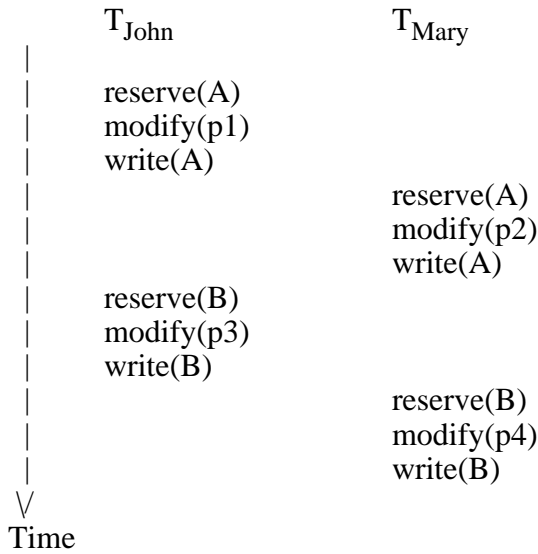 T_John T_Mary
reserve(A)
modify(p1)
write(A)
reserve(A)
modify(p2)
write(A)
reserve(B)
modify(p3)
write(B)
reserve(B)
modify(p4)
write(B)
Time